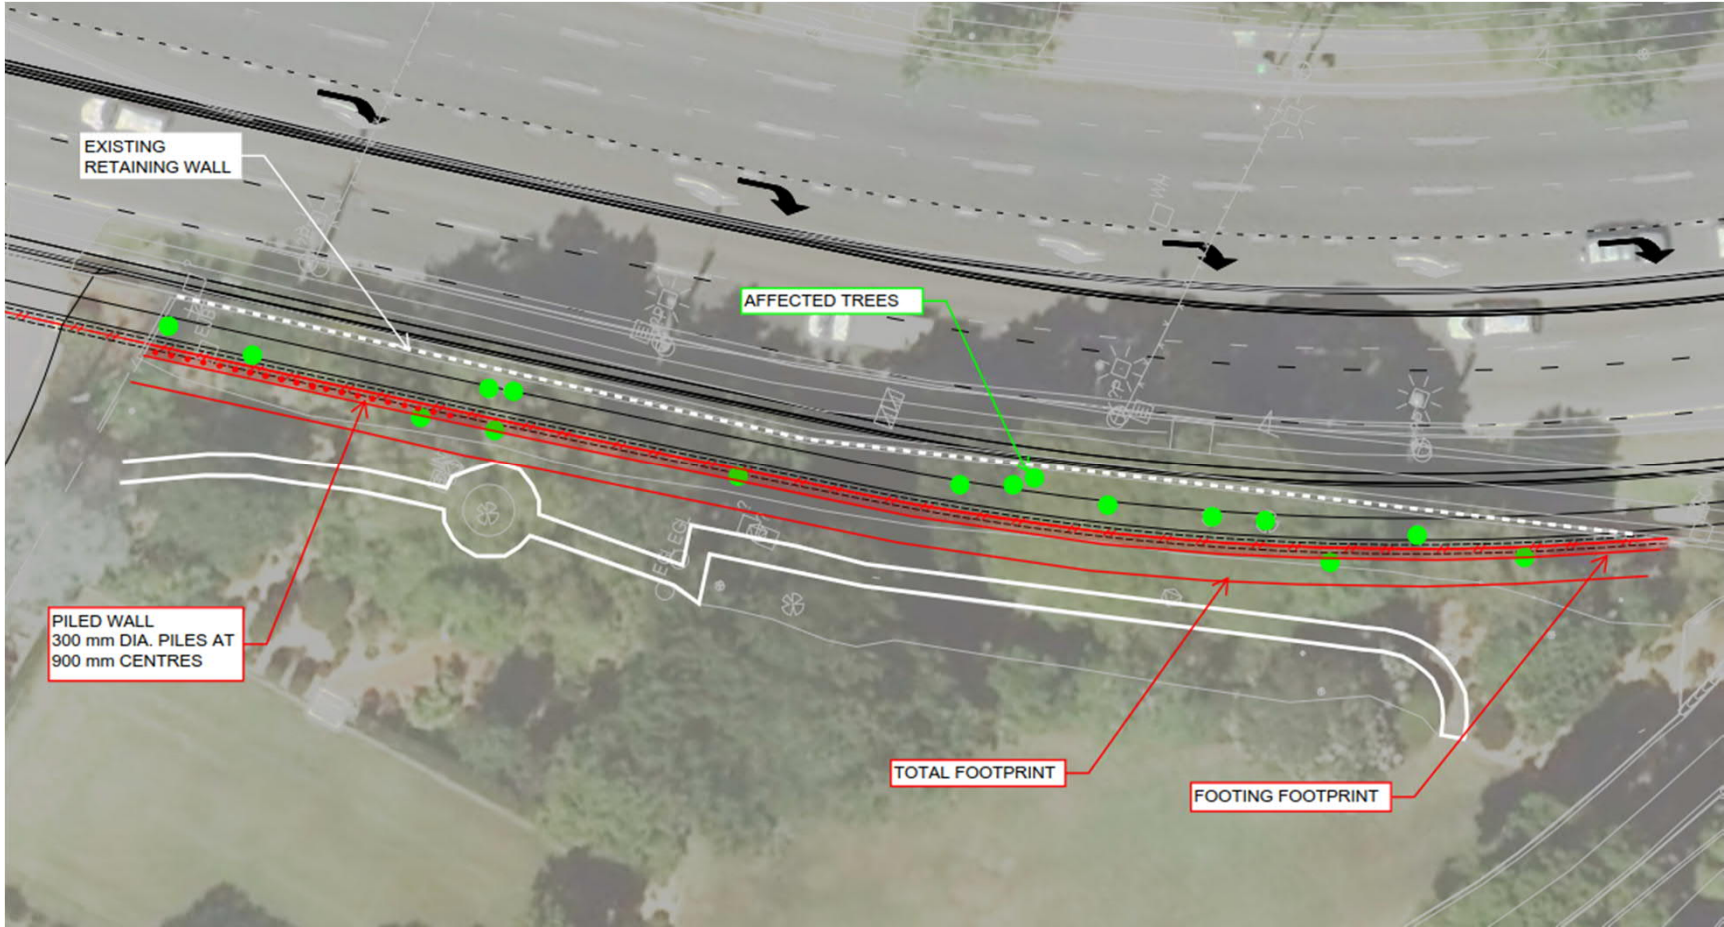 EXISTING
RETAINING WALL
AFFECTED TREES
PILED WALL
300 mm DIA. PILES AT
900 mm CENTRES
TOTAL FOOTPRINT
FOOTING FOOTPRINT